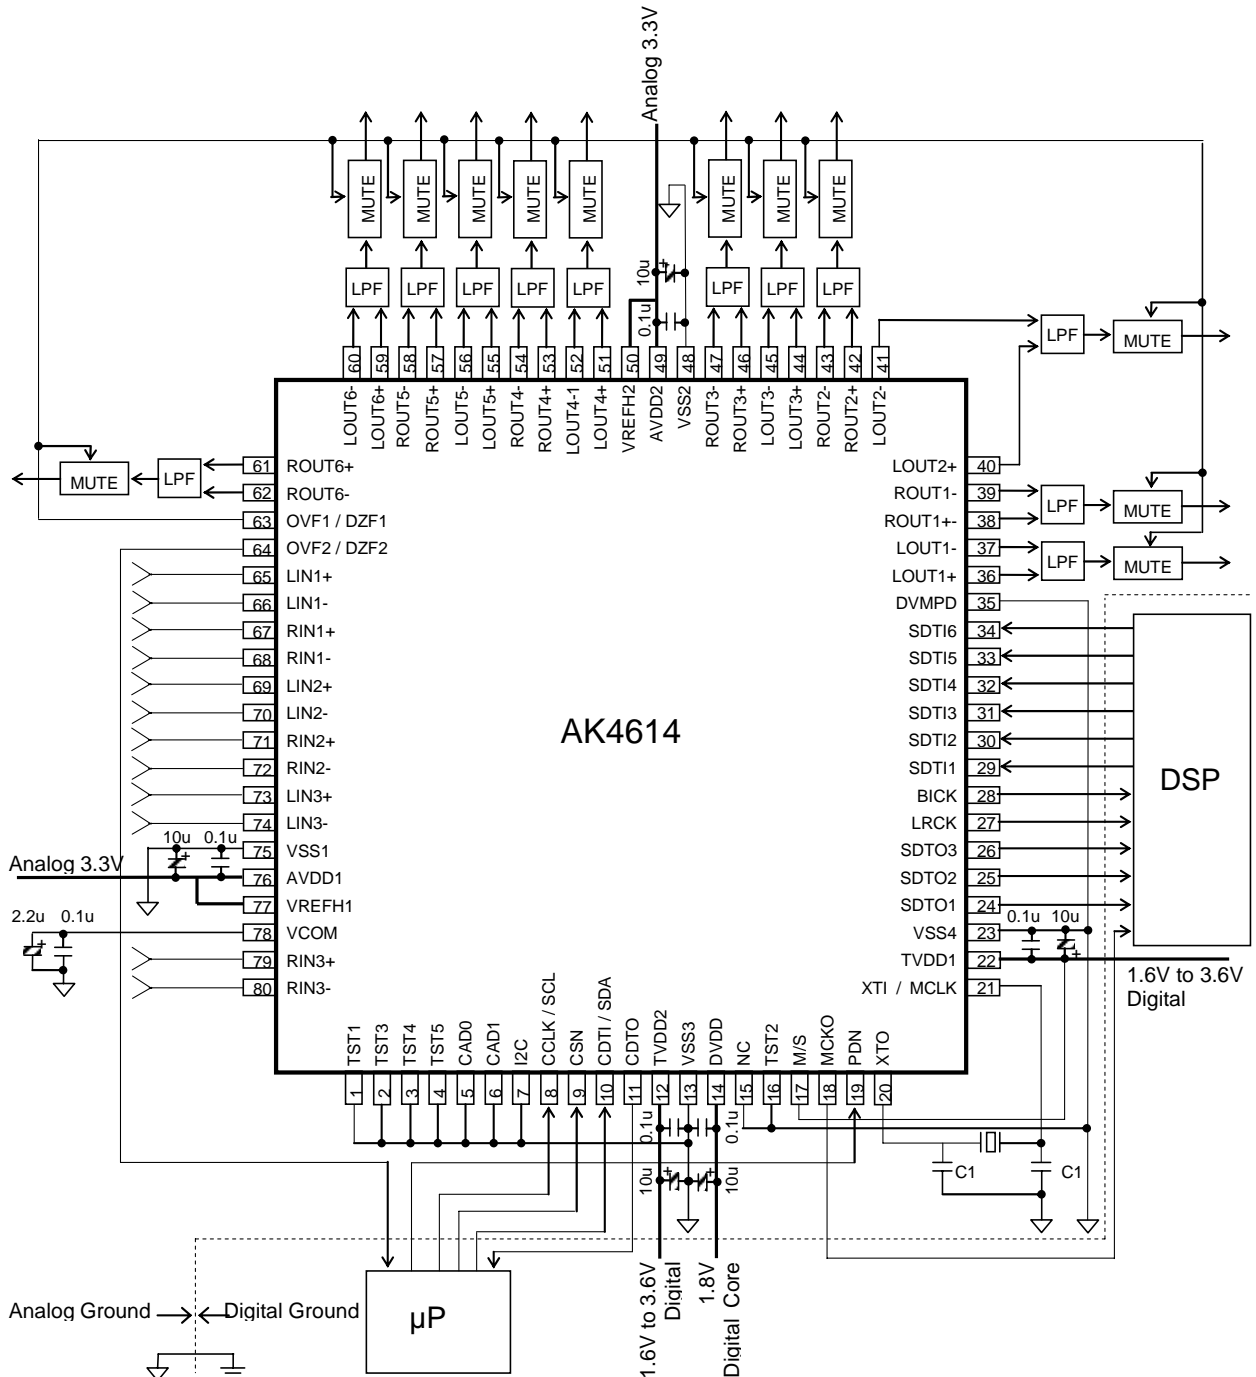 Analog 3.3V
MUTE MUTE MUTE MUTE MUTE MUTE MUTE MUTE
10u
LPF LPF LPF LPF LPF LPF LPF LPF
0.1u
LPF MUTE
60 59 58 57 56 55 54 53 52 51 50 49 48 47 46 45 44 43 42 41
LOUT6- LOUT6+ ROUT5- ROUT5+ LOUT5- LOUT5+ ROUT4- ROUT4+ LOUT4-1 LOUT4+ VREFH2 AVDD2 VSS2 ROUT3- ROUT3+ LOUT3- LOUT3+ ROUT2- ROUT2+ LOUT2-
MUTE LPF
61 ROUT6+
62 ROUT6-
63 OVF1 / DZF1
64 OVF2 / DZF2
65 LIN1+
66 LIN1-
67 RIN1+
68 RIN1-
69 LIN2+
70 LIN2-
71 RIN2+
72 RIN2-
73 LIN3+
74 LIN3-
10u 0.1u
75 VSS1
Analog 3.3V
76 AVDD1
77 VREFH1
2.2u 0.1u
78 VCOM
79 RIN3+
80 RIN3-
AK4614
LOUT2+ 40
ROUT1- 39
ROUT1+- 38
LPF MUTE
LOUT1- 37
LOUT1+ 36
LPF MUTE
DVMPD 35
SDTI6 34
SDTI5 33
SDTI4 32
SDTI3 31
SDTI2 30
SDTI1 29
BICK 28
LRCK 27
SDTO3 26
SDTO2 25
SDTO1 24
DSP
0.1u 10u
VSS4 23
TVDD1 22
1.6V to 3.6V
Digital
XTI / MCLK 21
TST1 TST3 TST4 TST5 CAD0 CAD1 I2C CCLK / SCL CSN CDTI / SDA CDTO TVDD2 VSS3 DVDD NC TST2 M/S MCKO PDN XTO
1 2 3 4 5 6 7 8 9 10 11 12 13 14 15 16 17 18 19 20
0.1u 0.1u
10u 10u
C1 C1
1.6V to 3.6V
Digital
1.8V
Digital Core
µP
Analog Ground Digital Ground